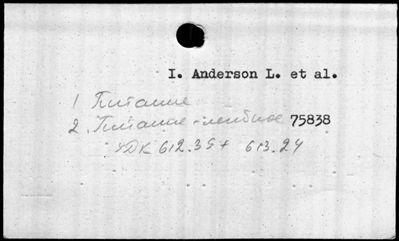 I. Anderson L. et al.
1 Питание
2. Питание лечебное 75838
УДК 612.39 + 613.24